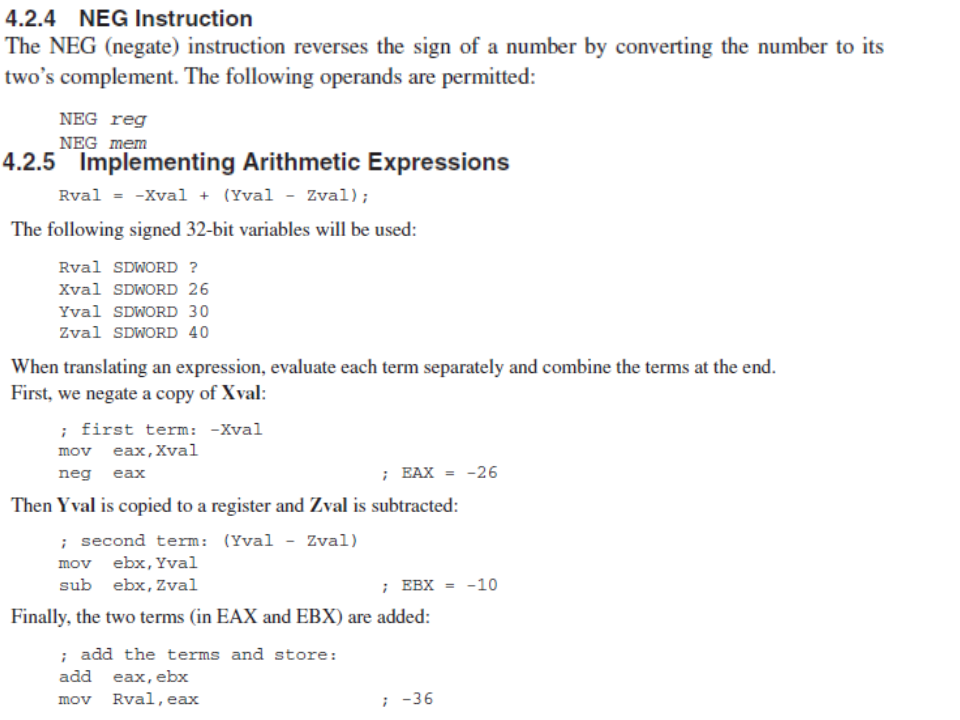 4.2.4 NEG Instruction
The NEG (negate) instruction reverses the sign of a number by converting the number to its
two's complement. The following operands are permitted:
NEG reg
NEG mem
4.2.5 Implementing Arithmetic Expressions
Rval = -Xval + (Yval - Zval);
The following signed 32-bit variables will be used:
Rval SDWORD ?
Xval SDWORD 26
Yval SDWORD 30
Zval SDWORD 40
When translating an expression, evaluate each term separately and combine the terms at the end.
First, we negate a copy of Xval:
; first term: -Xval
mov eax,Xval
neg eax ; EAX = -26
Then Yval is copied to a register and Zval is subtracted:
; second term: (Yval - Zval)
mov ebx,Yval
sub ebx,Zval ; EBX = -10
Finally, the two terms (in EAX and EBX) are added:
; add the terms and store:
add eax,ebx
mov Rval,eax ; -36